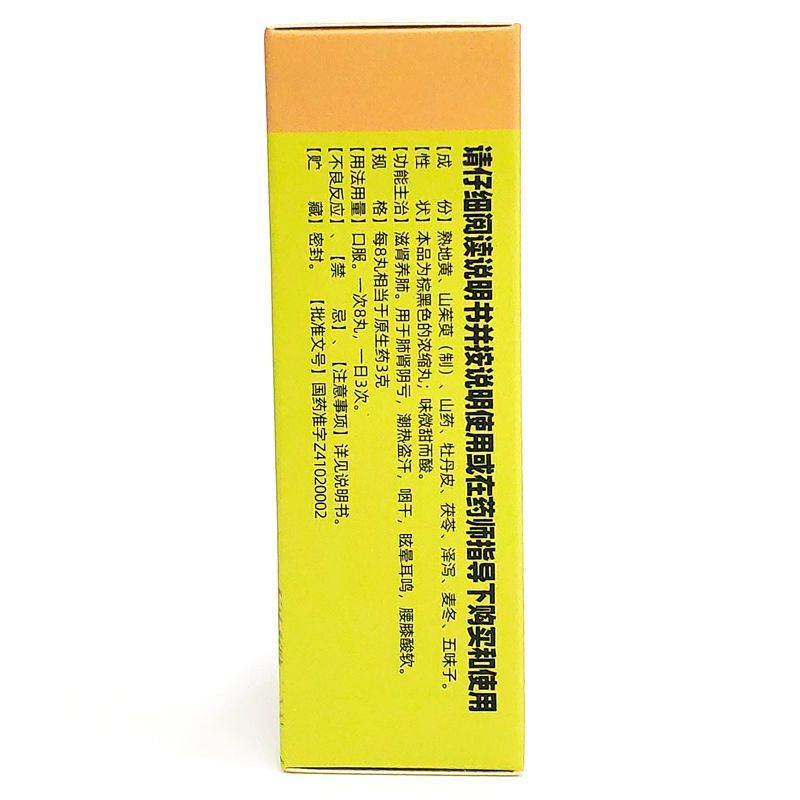 请仔细阅读说明书并按说明使用或在药师指导下购买和使用
【成　份】熟地黄、山茱萸（制）、山药、牡丹皮、茯苓、泽泻、麦冬、五味子。
【性　状】本品为棕黑色的浓缩丸；味微甜而酸。
【功能主治】滋肾养肺。用于肺肾阴亏，潮热盗汗，咽干，眩晕耳鸣，腰膝酸软。
【规　格】每8丸相当于原生药3克
【用法用量】口服。一次8丸，一日3次。
【不良反应】、【禁　忌】、【注意事项】详见说明书。
【贮　藏】密封。　【批准文号】国药准字Z41020002